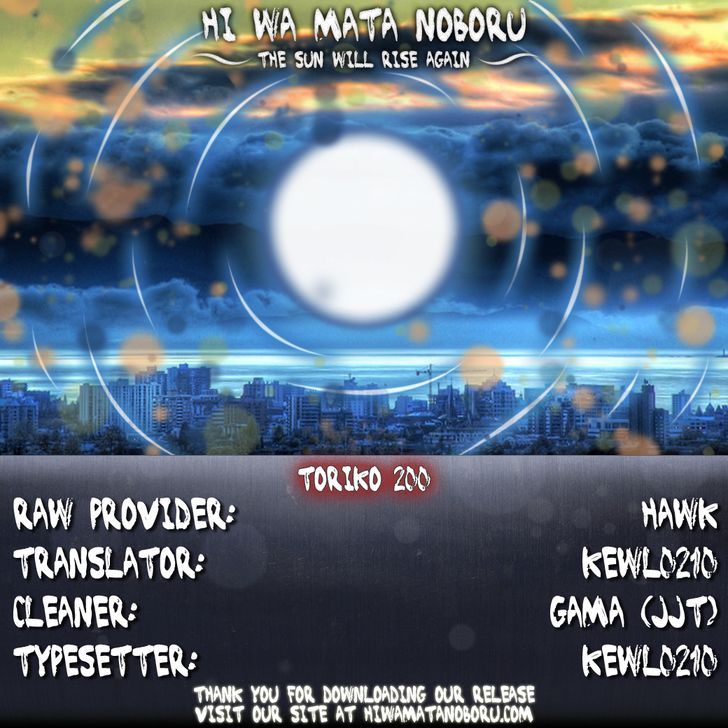 HI WA MATA NOBORU
THE SUN WILL RISE AGAIN
TORIKO 200
RAW PROVIDER: HAWK
TRANSLATOR: KEWL0210
CLEANER: GAMA (JJT)
TYPESETTER: KEWL0210
THANK YOU FOR DOWNLOADING OUR RELEASE
VISIT OUR SITE AT HIWAMATANOBORU.COM